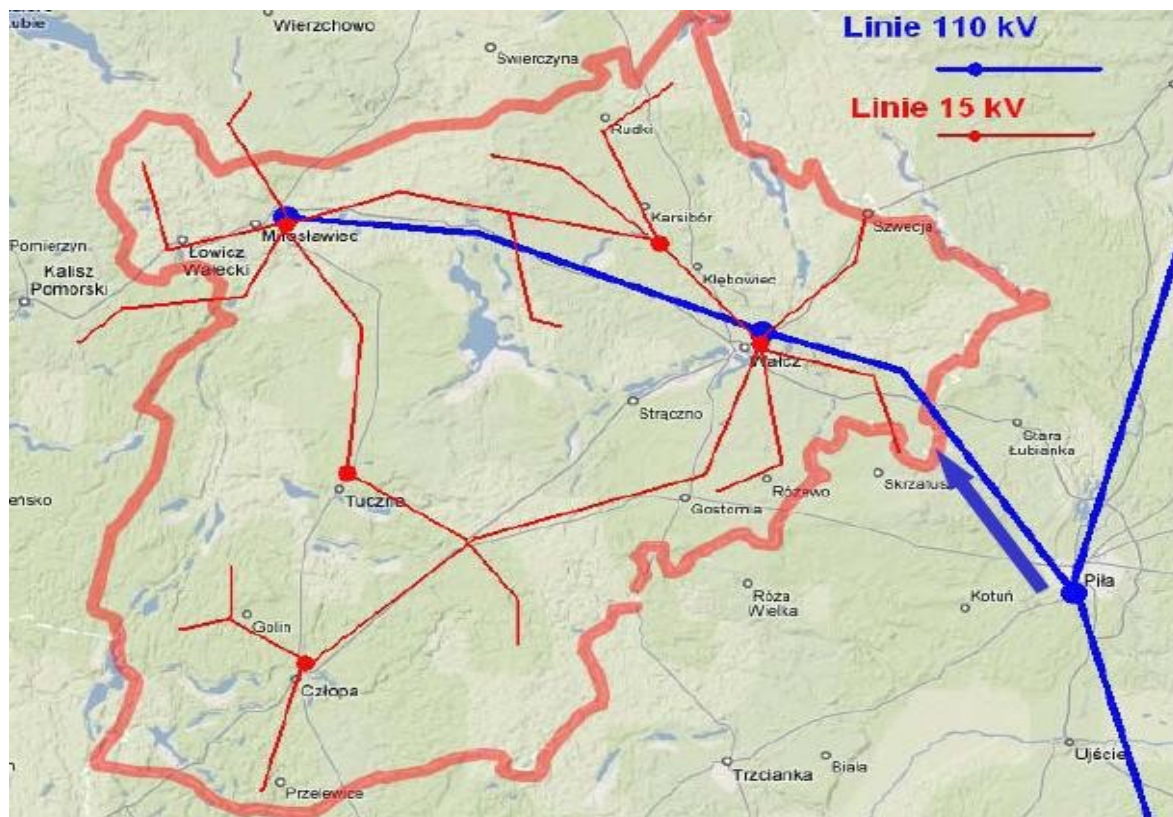 Wierzchowo
Linie 110 kV
Świerczyna
Linie 15 kV
Rudki
Karsibór
Szwecja
Mirosławiec
Pomierzyn
Łowicz
Wałecki
Kalisz
Pomorski
Kłębowiec
Wałcz
Strączno
Stara
Łubianka
Skrzatusz
Różewo
Gostomia
Tuczno
eńsko
Piła
Róża
Wielka
Kotuń
Golin
Człopa
Ujście
Biała
Trzcianka
Przelewice